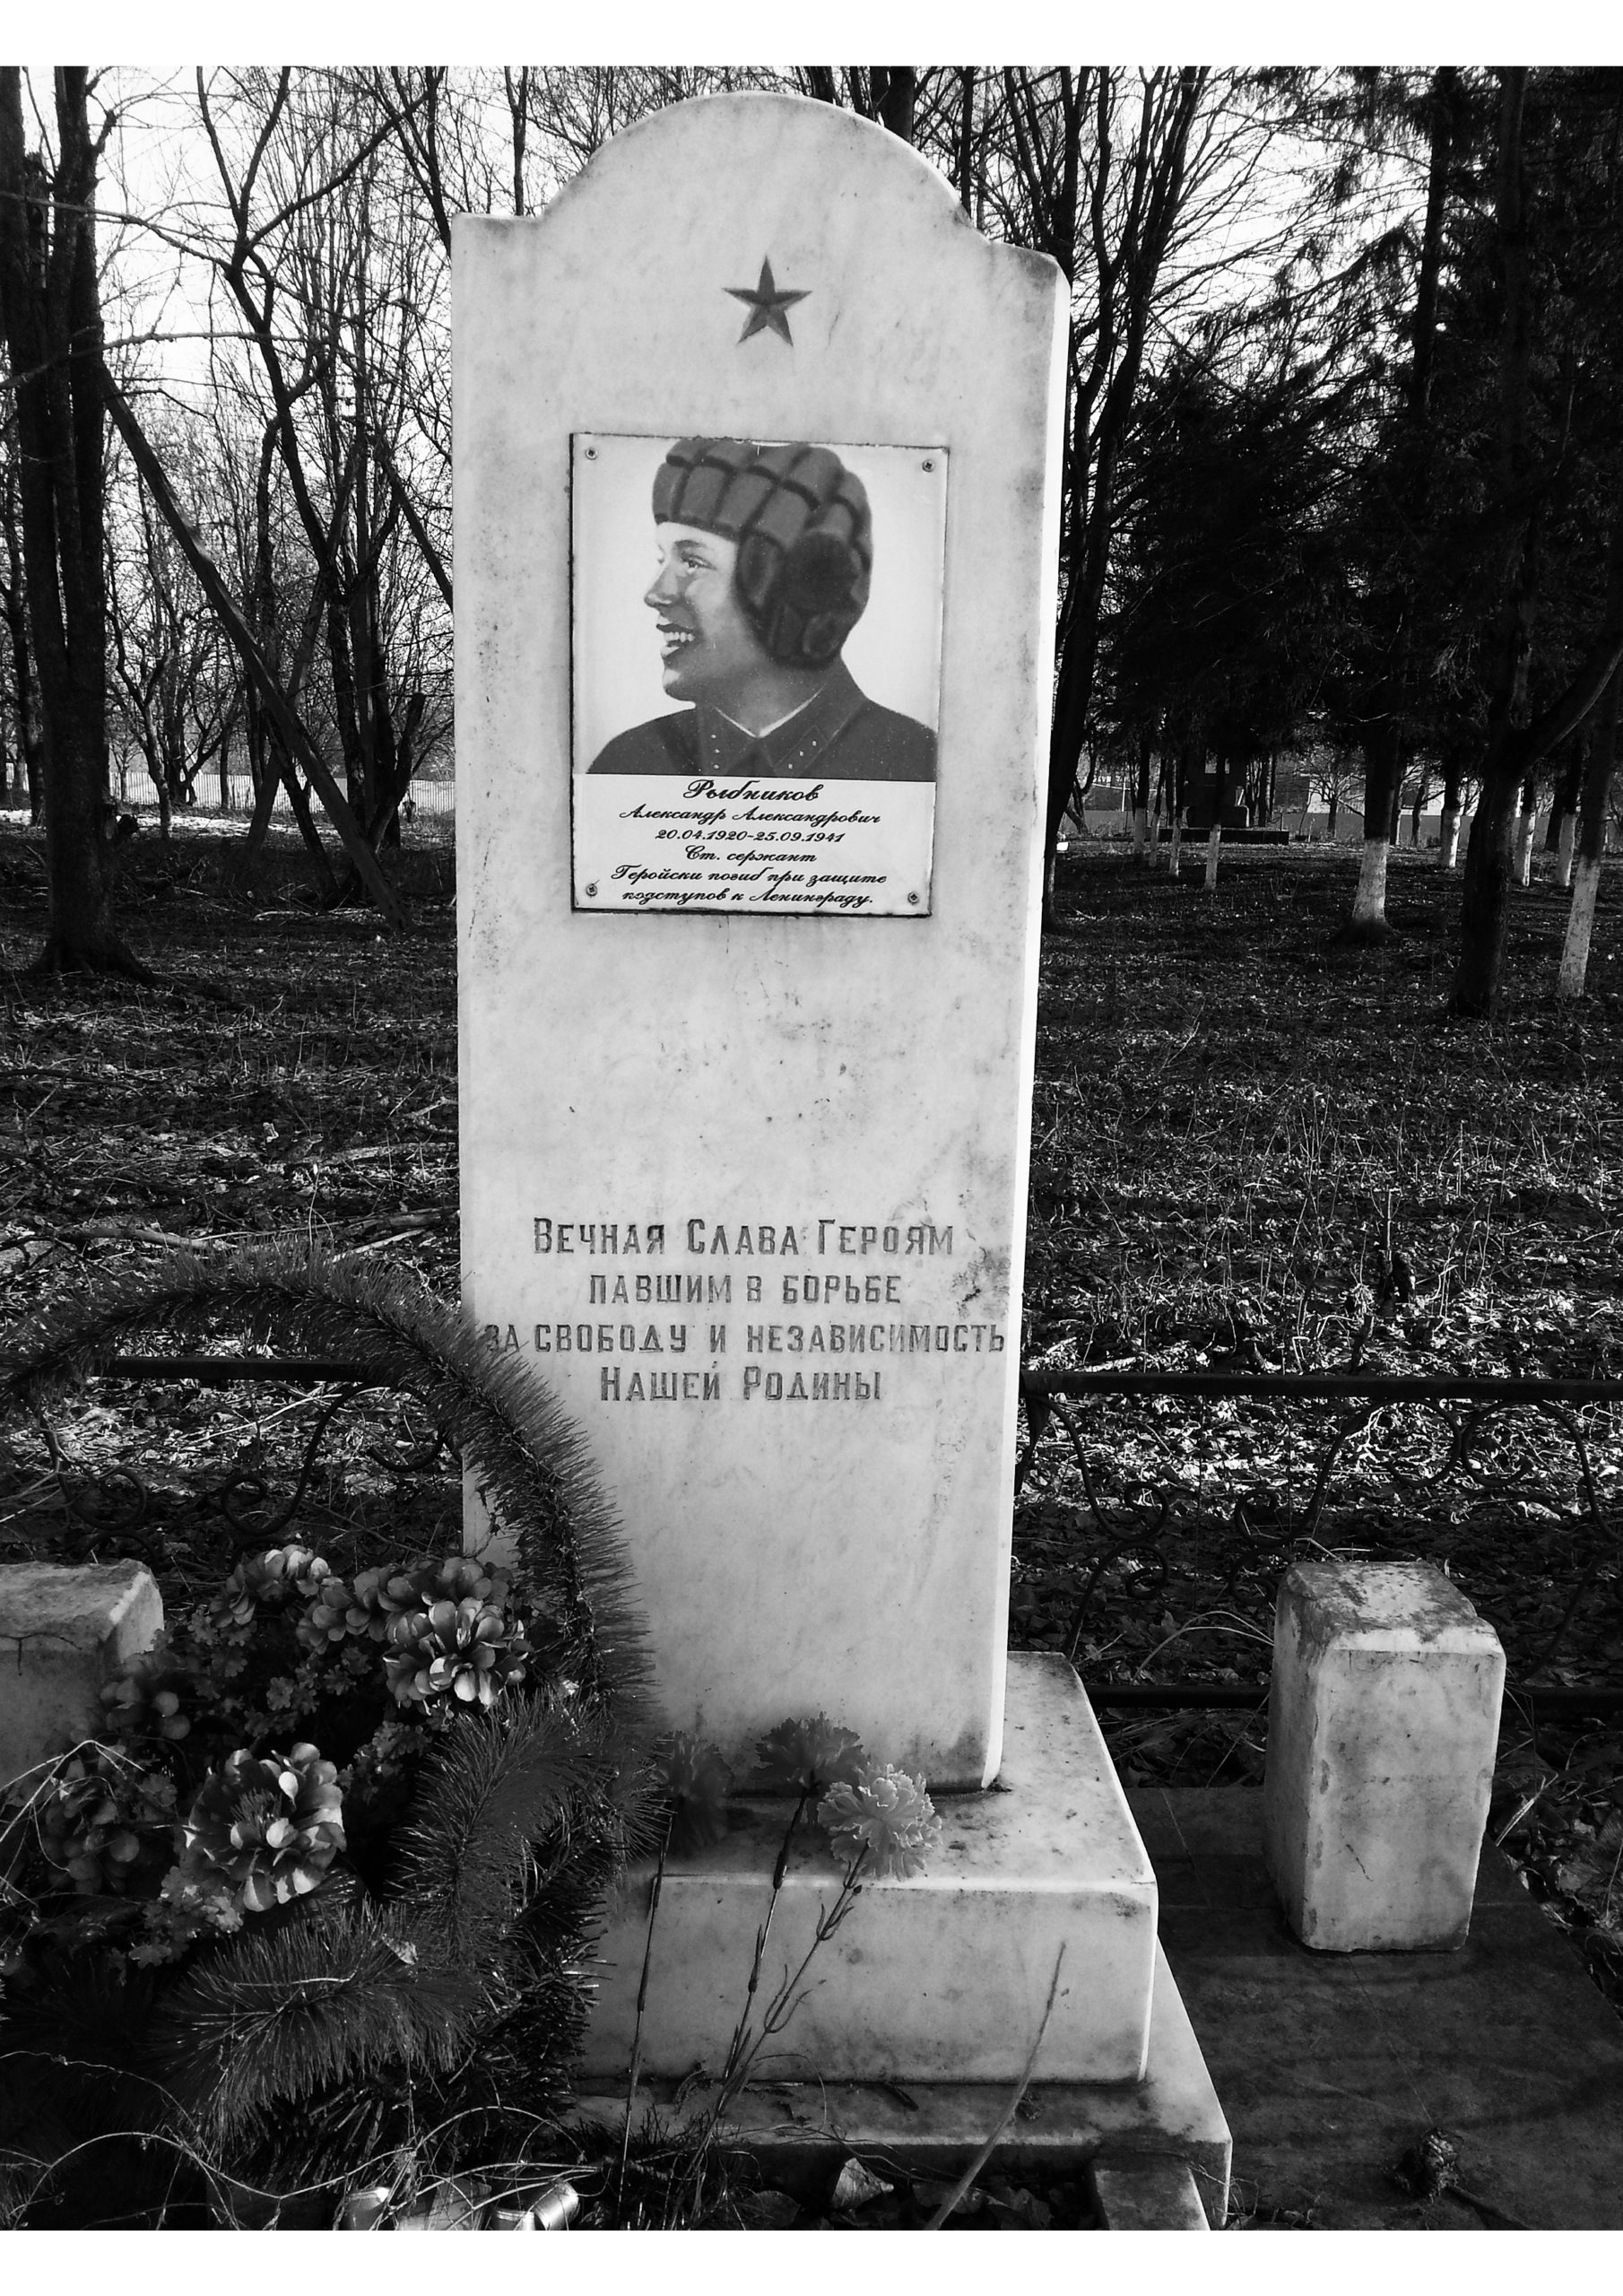 Рыбников
Александр Александрович
20.04.1920-25.09.1941
Ст. сержант
Геройски погиб при защите
подступов к Ленинграду.
ВЕЧНАЯ СЛАВА ГЕРОЯМ
ПАВШИМ В БОРЬБЕ
ЗА СВОБОДУ И НЕЗАВИСИМОСТЬ
НАШЕЙ РОДИНЫ